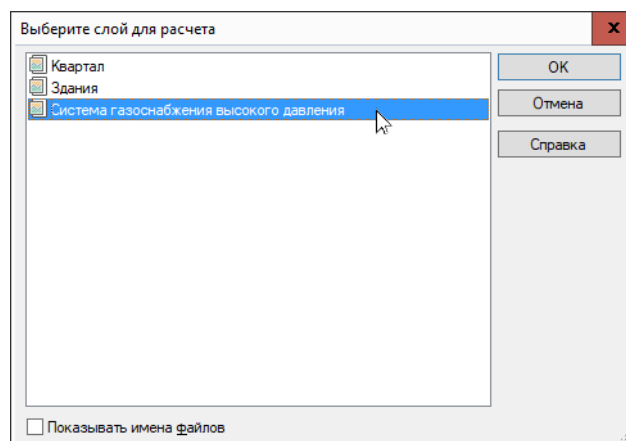 Выберите слой для расчета
Квартал
Здания
Система газоснабжения высокого давления
OK
Отмена
Справка
Показывать имена файлов